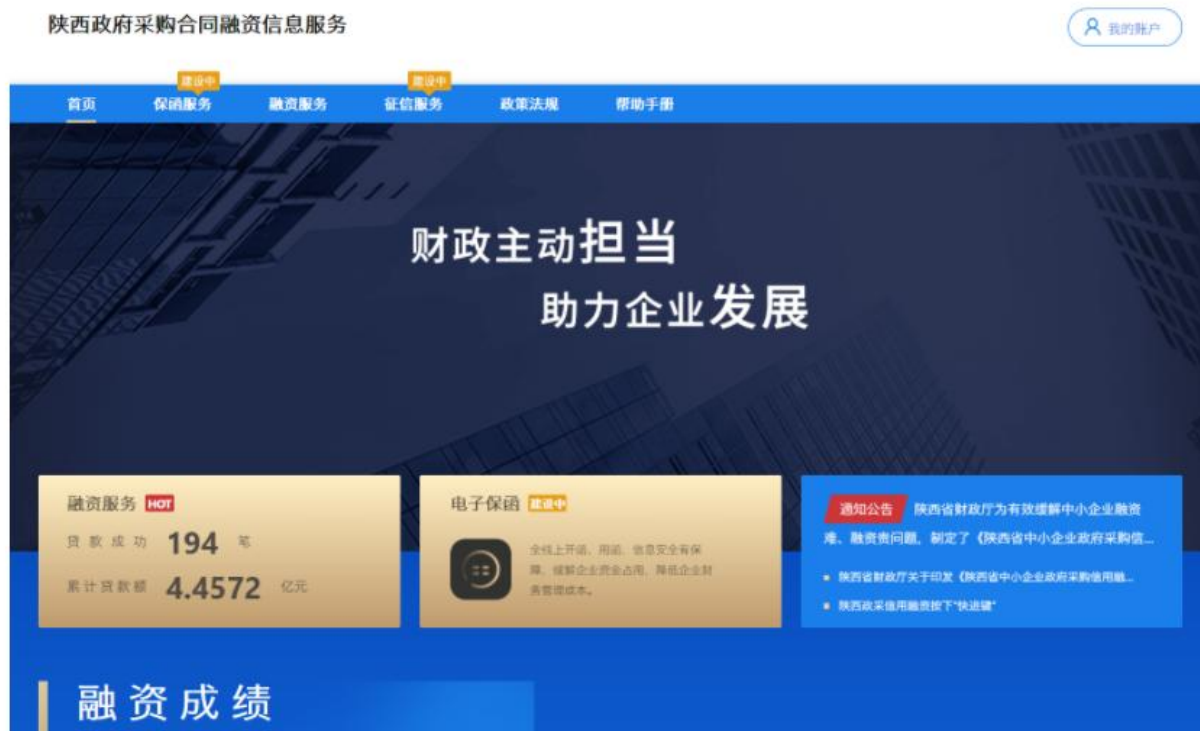 陕西政府采购合同融资信息服务
我的账户
建设中
建设中
首页 保函服务 融资服务 征信服务 政策法规 帮助手册
财政主动担当
助力企业发展
融资服务 HOT
贷款成功 194 笔
累计贷款额 4.4572 亿元
电子保函 建设中
全线上开函、用函、信息安全有保
障，缓解企业资金占用，降低企业财
务管理成本。
通知公告 陕西省财政厅为有效缓解中小企业融资
难、融资贵问题，制定了《陕西省中小企业政府采购信...
陕西省财政厅关于印发《陕西省中小企业政府采购信用融...
陕西政采信用融资按下“快进键”
融资成绩